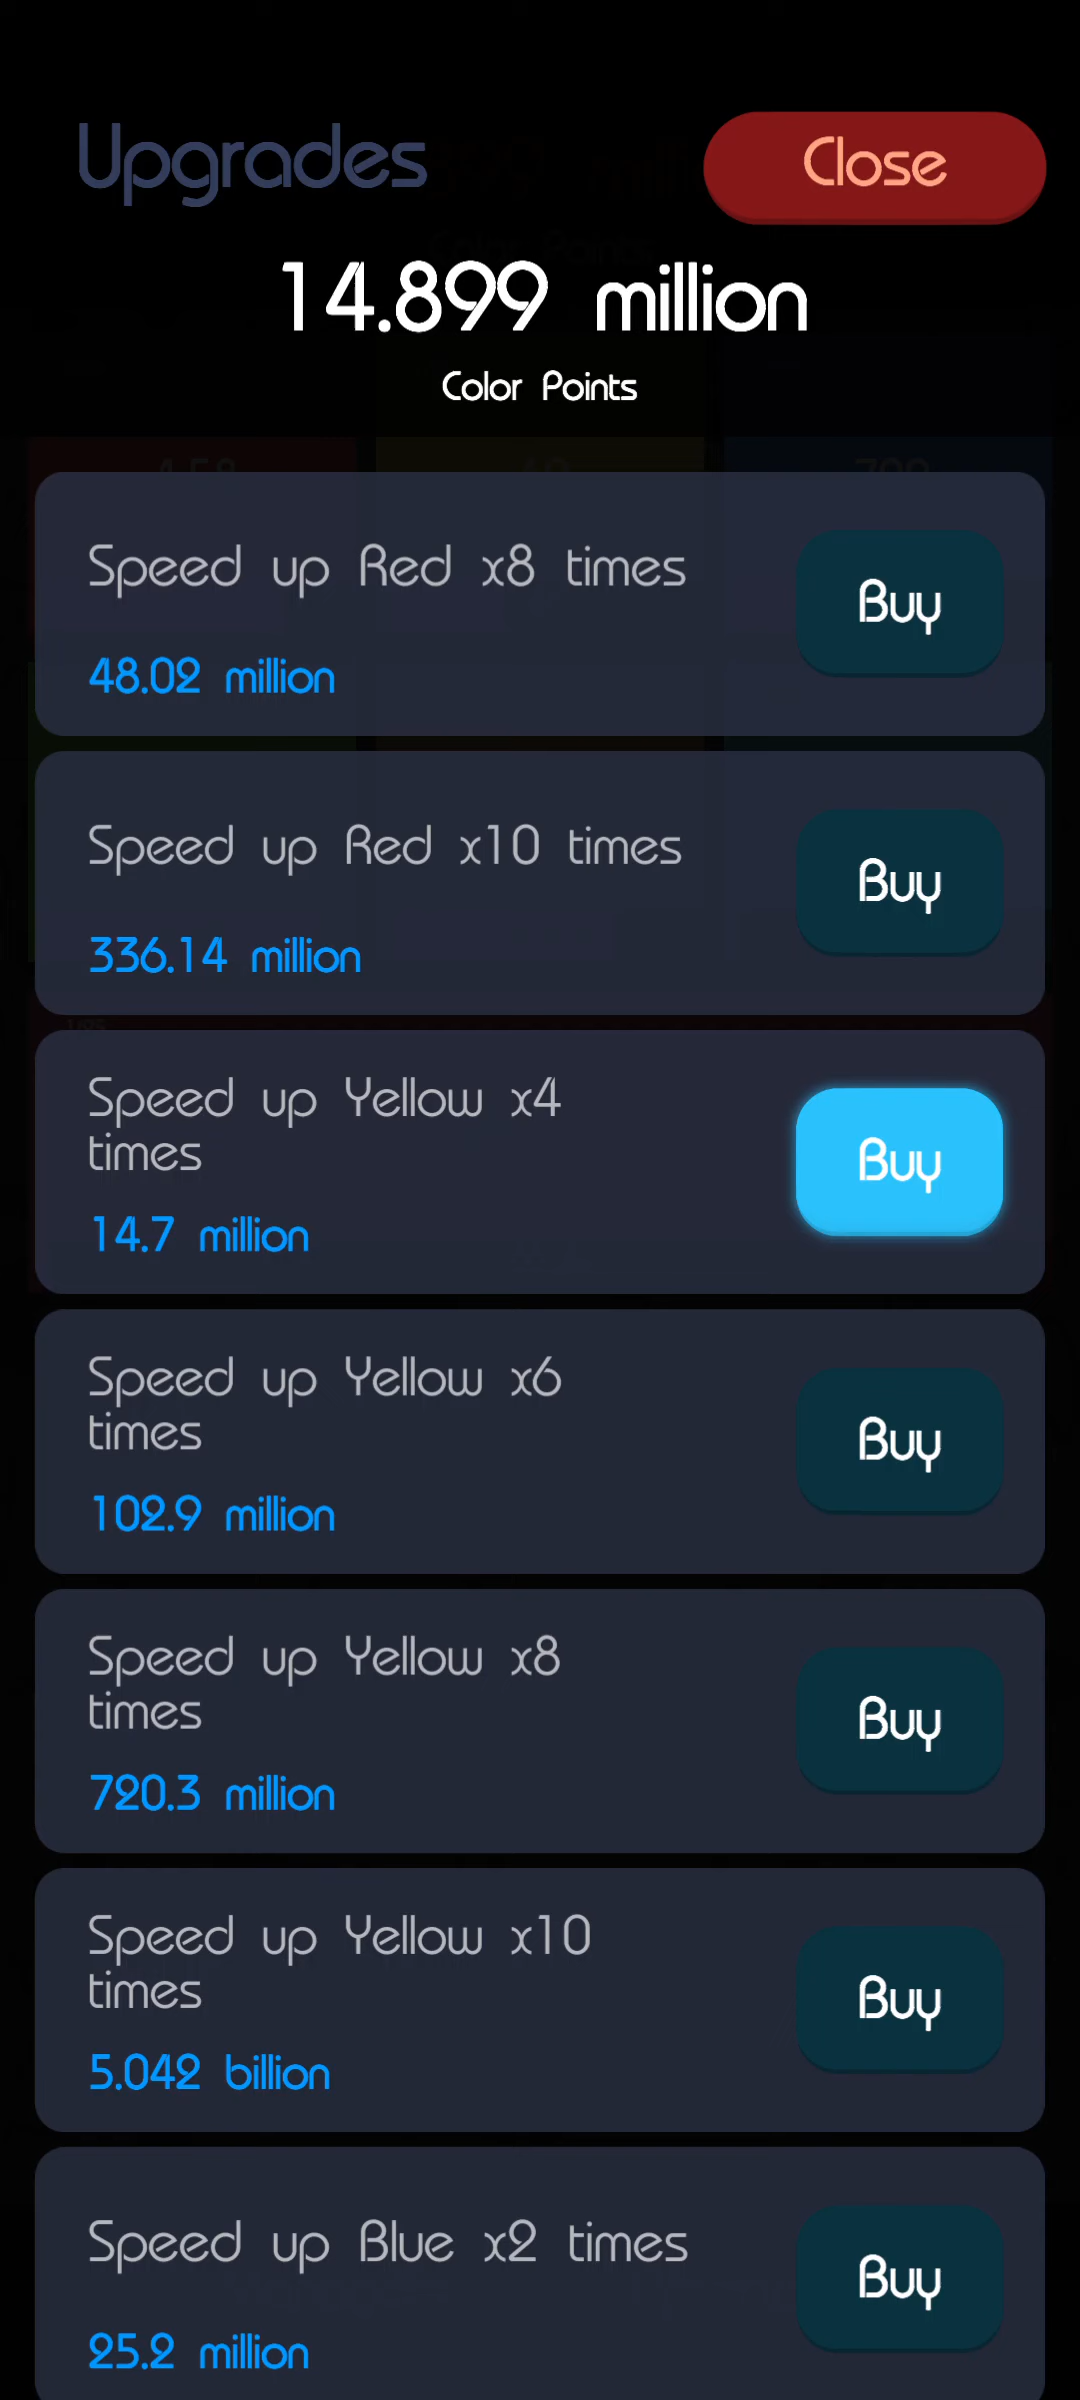 Upgrades
Close
14.899 million
Color Points
Speed up Red x8 times
48.02 million
Buy
Speed up Red x10 times
336.14 million
Buy
Speed up Yellow x4
times
14.7 million
Buy
Speed up Yellow x6
times
102.9 million
Buy
Speed up Yellow x8
times
720.3 million
Buy
Speed up Yellow x10
times
5.042 billion
Buy
Speed up Blue x2 times
25.2 million
Buy